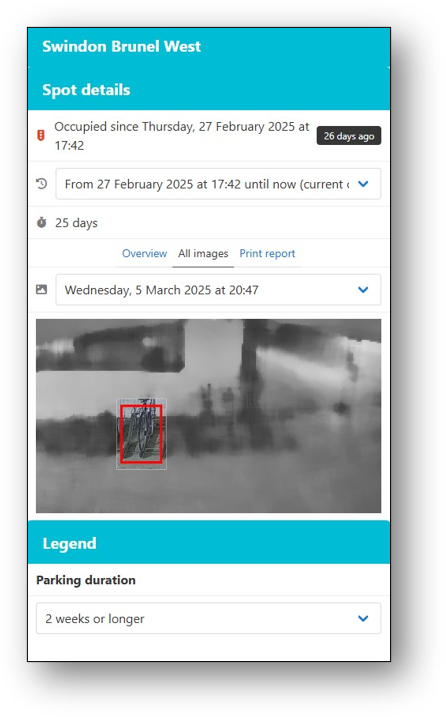 Swindon Brunel West
Spot details
Occupied since Thursday, 27 February 2025 at
17:42
26 days ago
From 27 February 2025 at 17:42 until now (current
25 days
Overview All images Print report
Wednesday, 5 March 2025 at 20:47
Legend
Parking duration
2 weeks or longer